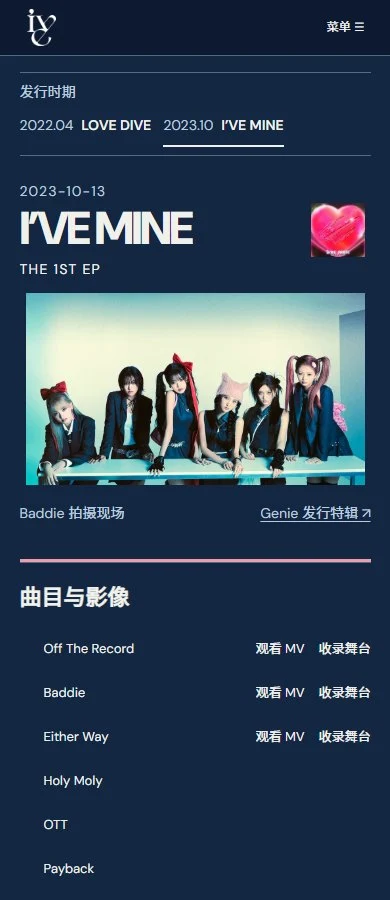 ive
菜单 ☰
发行时期
2022.04 LOVE DIVE 2023.10 I'VE MINE
2023-10-13
I'VE MINE
THE 1ST EP
Baddie 拍摄现场 Genie 发行特辑 ↗
曲目与影像
Off The Record 观看 MV 收录舞台
Baddie 观看 MV 收录舞台
Either Way 观看 MV 收录舞台
Holy Moly
OTT
Payback